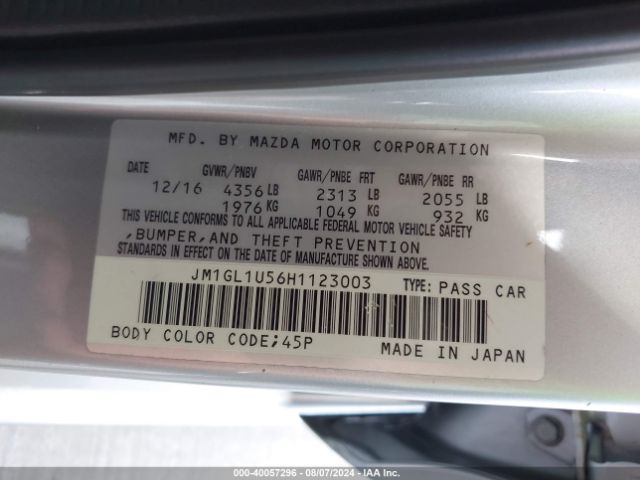 MFD. BY MAZDA MOTOR CORPORATION
DATE GVWR/PNBV GAWR/PNBE FRT GAWR/PNBE RR
12/16 4356 LB 2313 LB 2055 LB
1976 KG 1049 KG 932 KG
THIS VEHICLE CONFORMS TO ALL APPLICABLE FEDERAL MOTOR VEHICLE SAFETY
,BUMPER,AND THEFT PREVENTION
STANDARDS IN EFFECT ON THE DATE OF MANUFACTURE SHOWN ABOVE.
JM1GL1U56H1123003 TYPE: PASS CAR
BODY COLOR CODE;45P MADE IN JAPAN
000-40057296 - 08/07/2024 - IAA Inc.